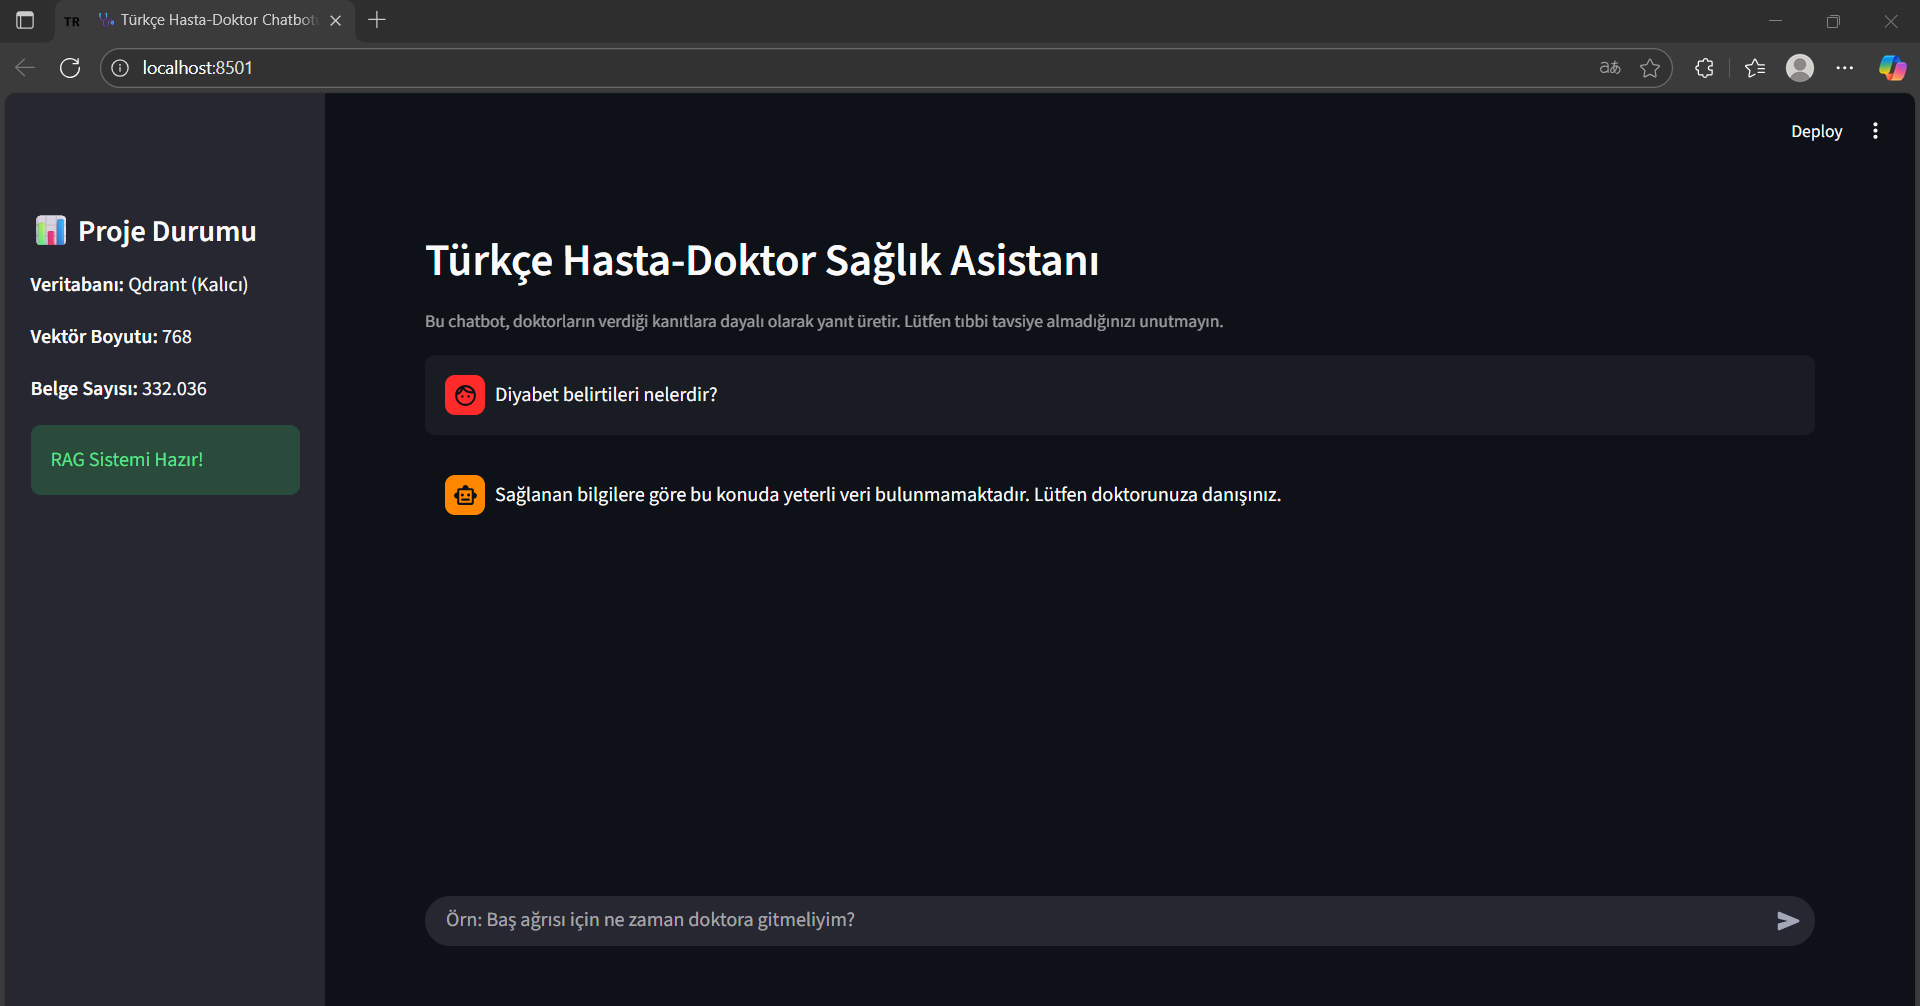 TR
Türkçe Hasta-Doktor Chatbot
localhost:8501
aあ
Deploy
Proje Durumu
Veritabanı: Qdrant (Kalıcı)
Vektör Boyutu: 768
Belge Sayısı: 332.036
RAG Sistemi Hazır!
Türkçe Hasta-Doktor Sağlık Asistanı
Bu chatbot, doktorların verdiği kanıtlara dayalı olarak yanıt üretir. Lütfen tıbbi tavsiye almadığınızı unutmayın.
Diyabet belirtileri nelerdir?
Sağlanan bilgilere göre bu konuda yeterli veri bulunmamaktadır. Lütfen doktorunuza danışınız.
Örn: Baş ağrısı için ne zaman doktora gitmeliyim?